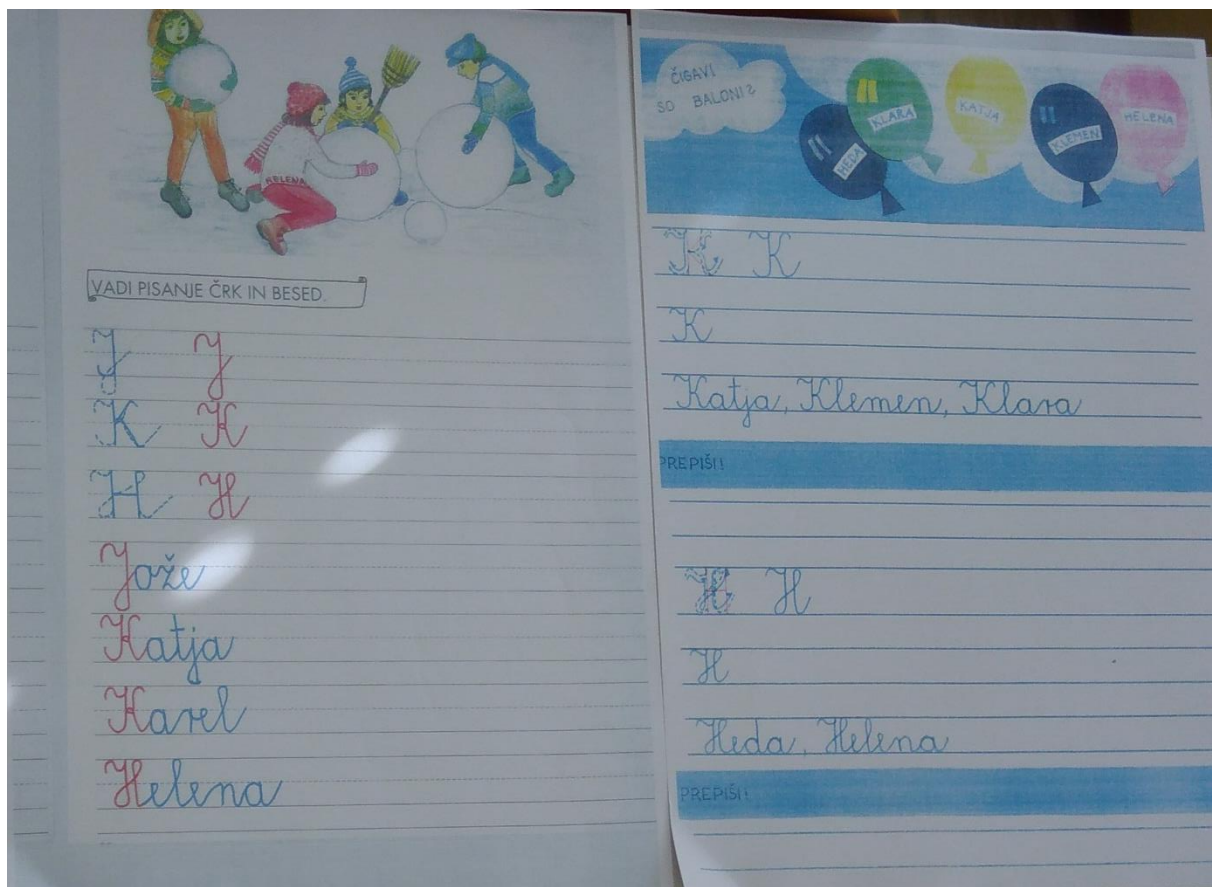 HELENA
VADI PISANJE ČRK IN BESED.
J J
K K
H H
Jože
Katja
Karel
Helena
ČIGAVI
SO BALONI?
HEDA
KLARA
KATJA
KLEMEN
HELENA
K K
K
Katja, Klemen, Klara
PREPIŠI!
H H
H
Heda, Helena
PREPIŠI!